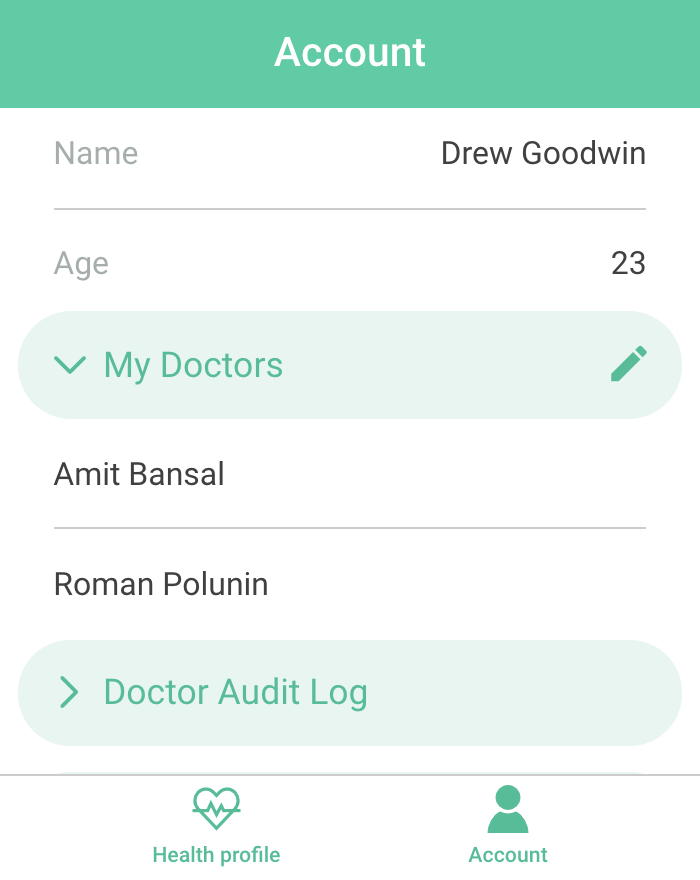 Account
Name Drew Goodwin
Age 23
My Doctors
Amit Bansal
Roman Polunin
Doctor Audit Log
Health profile Account